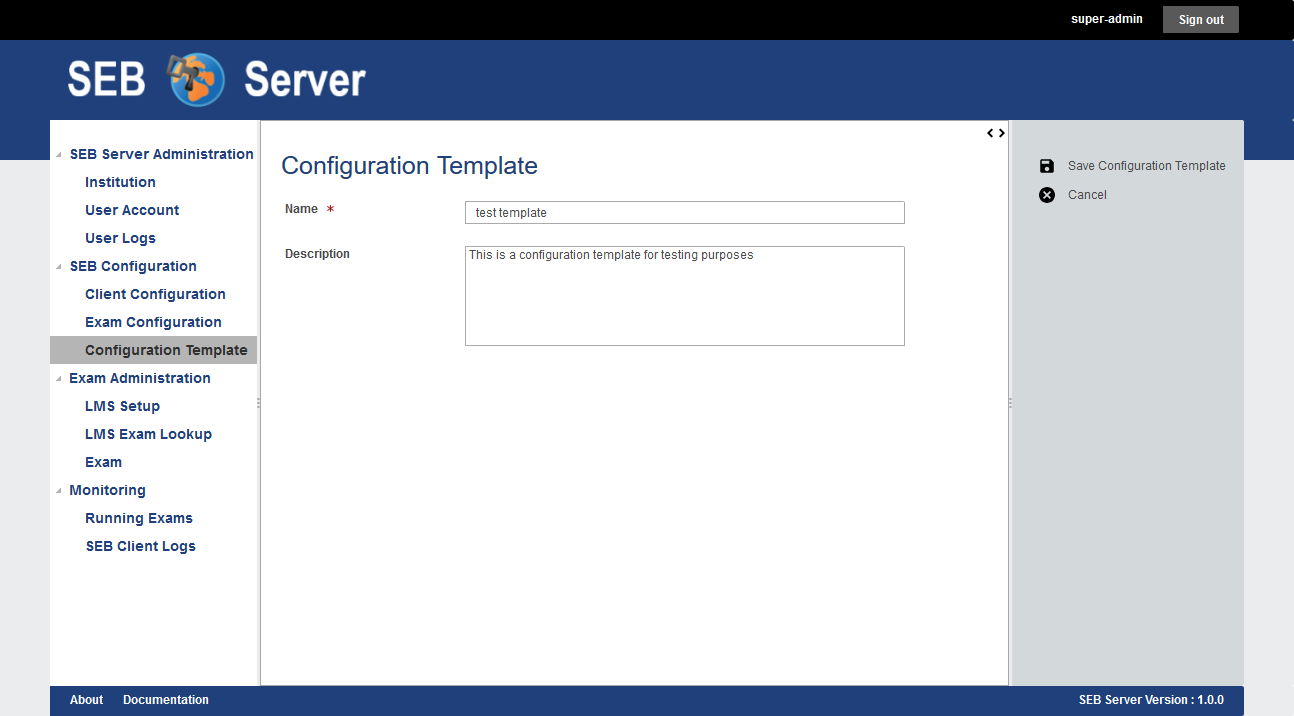 super-admin
Sign out
SEB Server
SEB Server Administration
Institution
User Account
User Logs
SEB Configuration
Client Configuration
Exam Configuration
Configuration Template
Exam Administration
LMS Setup
LMS Exam Lookup
Exam
Monitoring
Running Exams
SEB Client Logs
Configuration Template
Name *
test template
Description
This is a configuration template for testing purposes
Save Configuration Template
Cancel
About
Documentation
SEB Server Version : 1.0.0